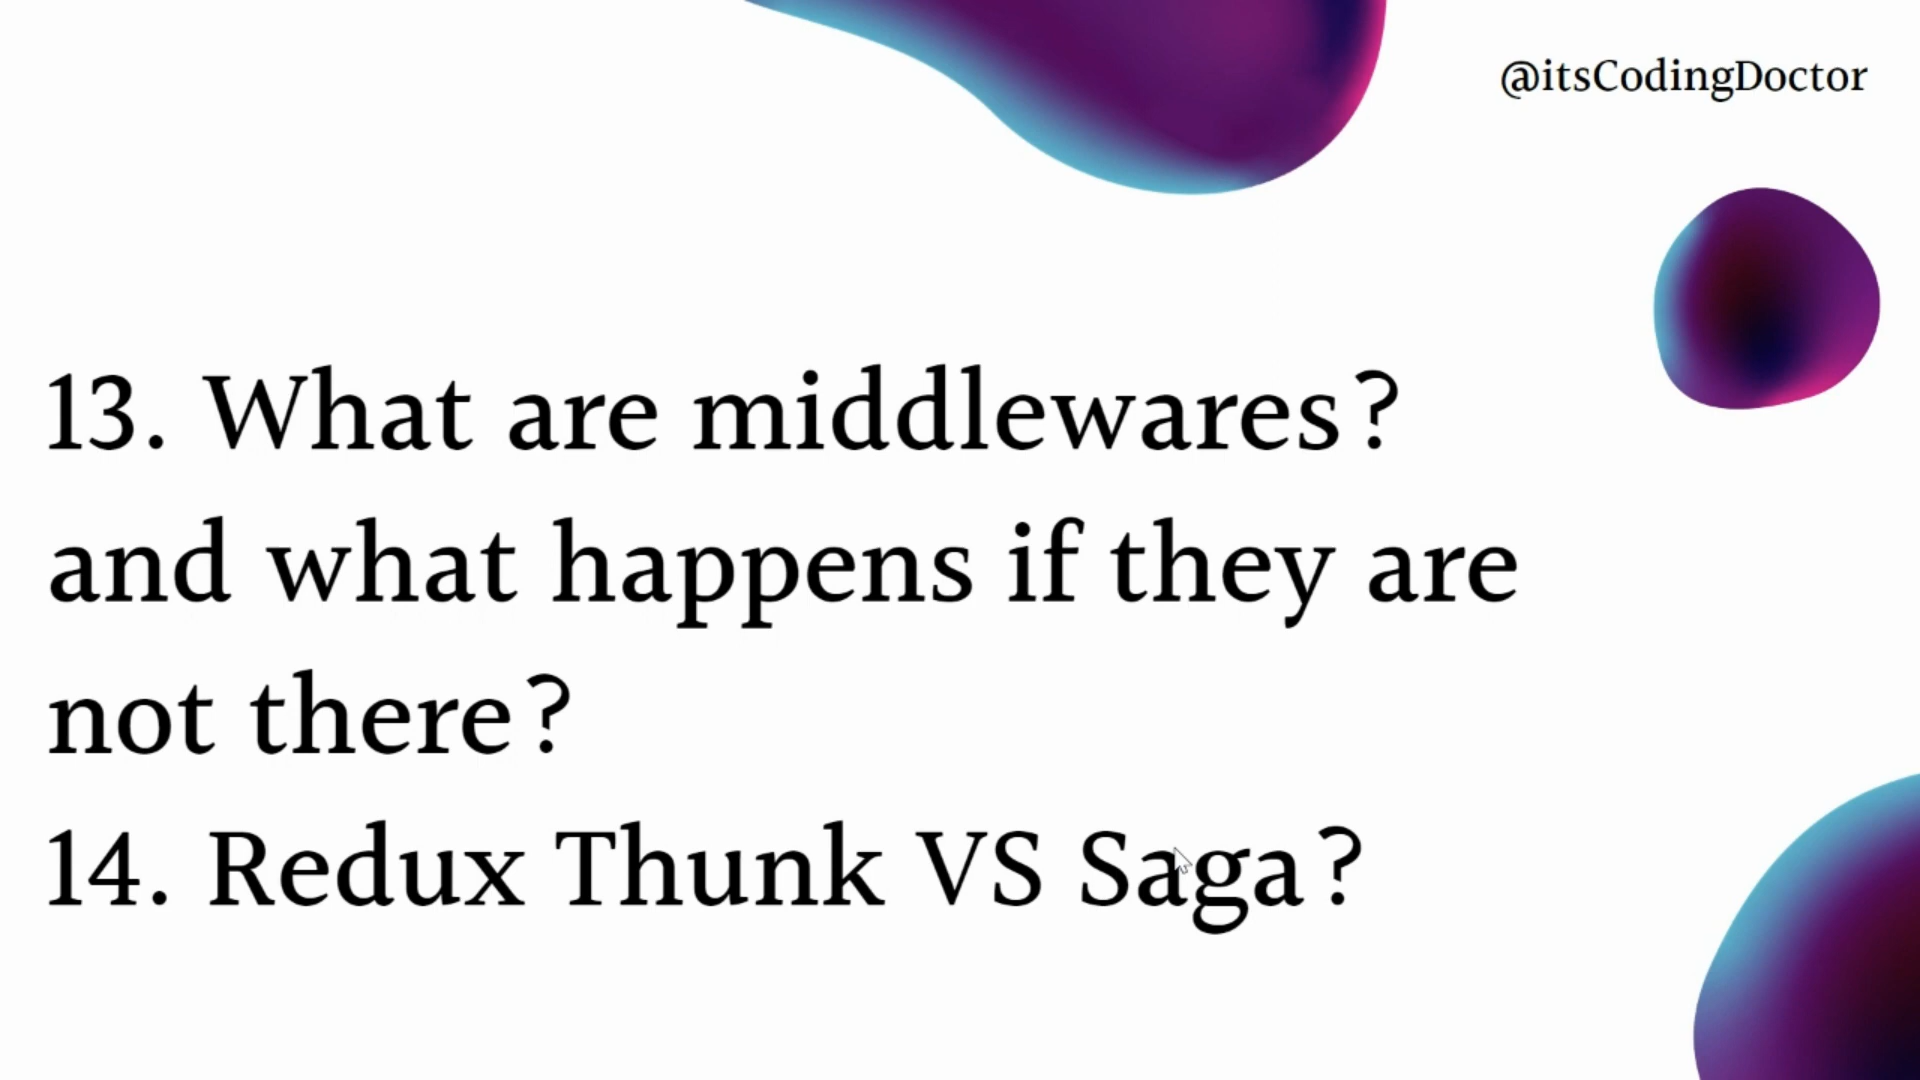 @itsCodingDoctor
13. What are middlewares?
and what happens if they are
not there?
14. Redux Thunk VS Saga?